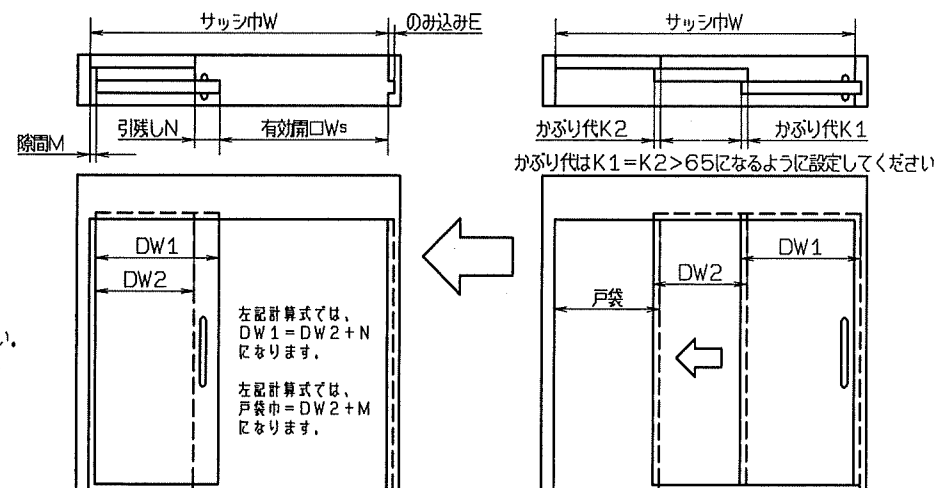 サッシ巾W
のみ込みE
サッシ巾W
隙間M
引残しN
有効開口Ws
かぶり代K2
かぶり代K1
かぶり代はK1=K2>65になるように設定してください
DW1
DW2
左記計算式では、
DW1=DW2+N
になります。
左記計算式では、
戸袋巾=DW2+M
になります。
い。
戸袋
DW2
DW1